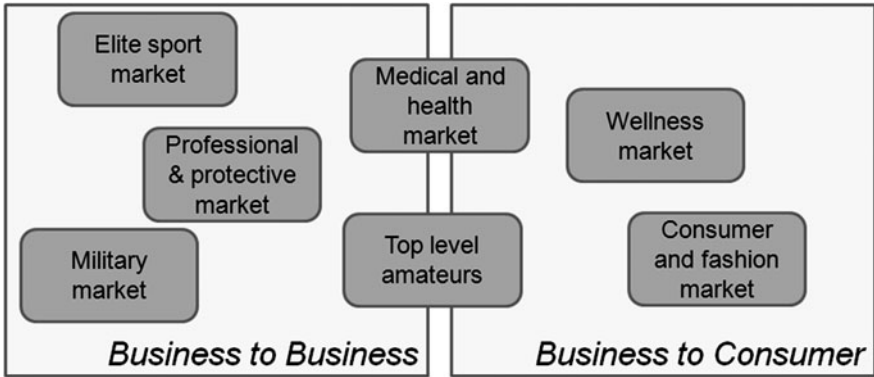 Elite sport
market
Professional
& protective
market
Military
market
Medical and
health
market
Top level
amateurs
Wellness
market
Consumer
and fashion
market
Business to Business
Business to Consumer